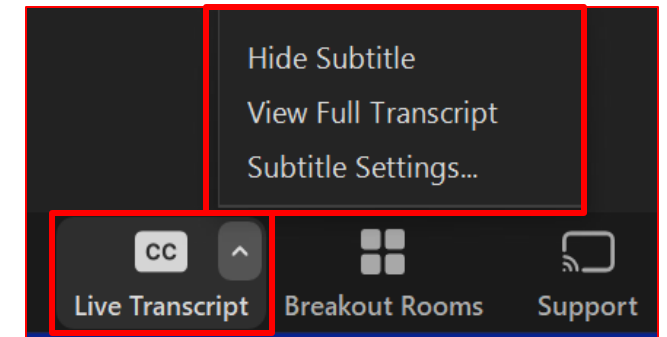 Hide Subtitle
View Full Transcript
Subtitle Settings...
CC
Live Transcript
Breakout Rooms
Support